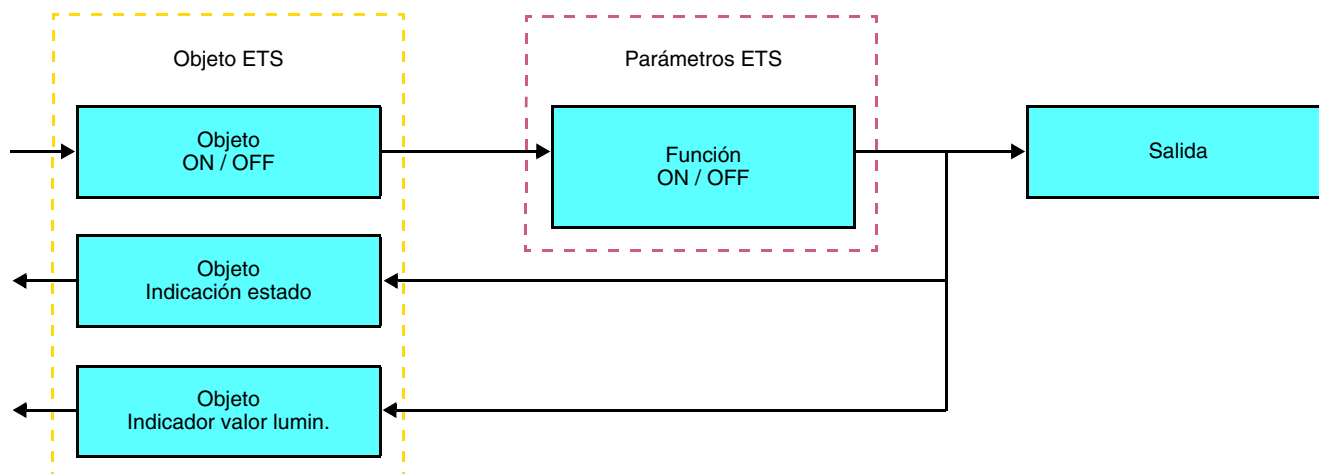 Objeto ETS
Parámetros ETS
Objeto
ON / OFF
Función
ON / OFF
Salida
Objeto
Indicación estado
Objeto
Indicador valor lumin.